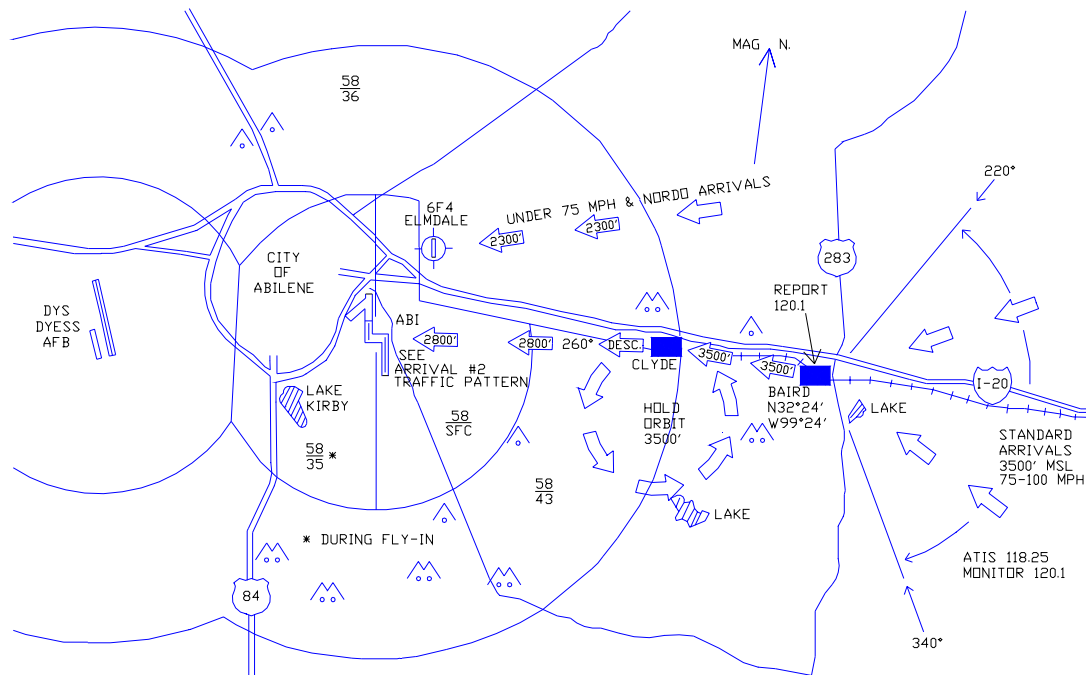 MAG N.
58
36
220°
UNDER 75 MPH & NORDO ARRIVALS
6F4
ELMDALE
2300'
2300'
CITY
OF
ABILENE
283
REPORT
120.1
DYS
DYESS
AFB
ABI
2800'
2800'
260°
DESC.
3500'
3500'
CLYDE
SEE
ARRIVAL #2
TRAFFIC PATTERN
BAIRD
N32°24'
W99°24'
I-20
LAKE
KIRBY
58
SFC
HOLD
ORBIT
3500'
LAKE
STANDARD
ARRIVALS
3500' MSL
75-100 MPH
58
35 *
58
43
LAKE
* DURING FLY-IN
ATIS 118.25
MONITOR 120.1
84
340°